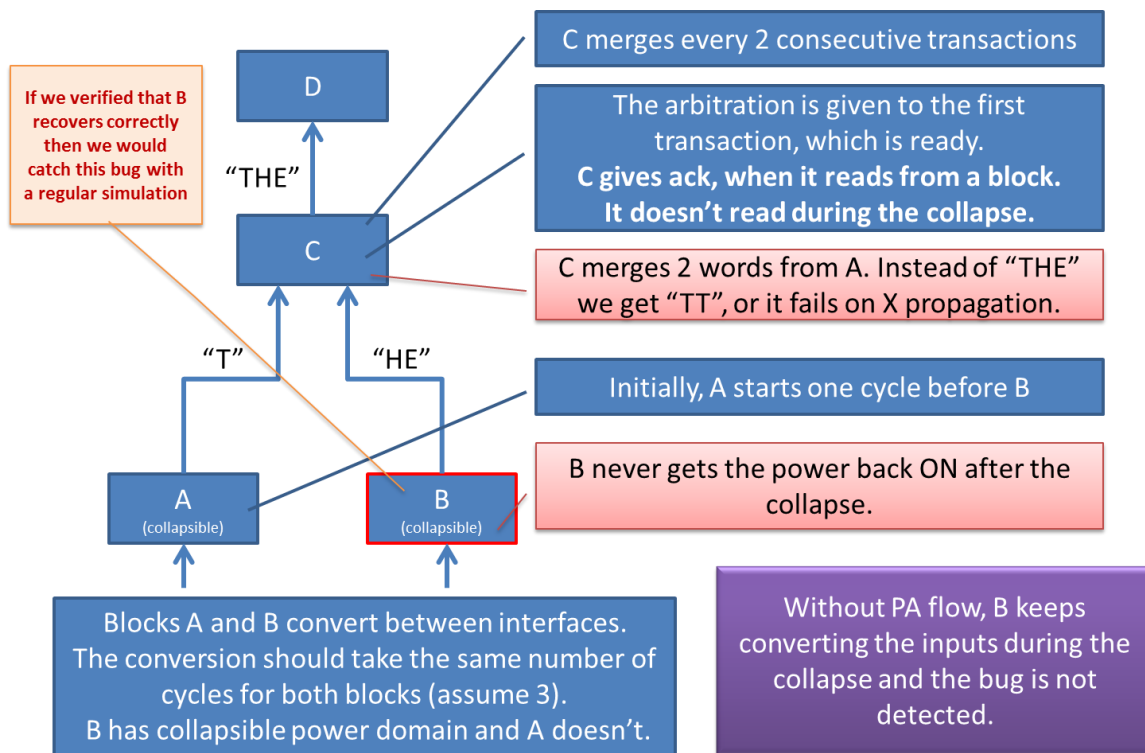 C merges every 2 consecutive transactions
D
If we verified that B
recovers correctly
then we would
catch this bug with
a regular simulation
The arbitration is given to the first
transaction, which is ready.
C gives ack, when it reads from a block.
It doesn't read during the collapse.
“THE”
C
C merges 2 words from A. Instead of “THE”
we get “TT”, or it fails on X propagation.
“T”
“HE”
Initially, A starts one cycle before B
A
(collapsible)
B
(collapsible)
B never gets the power back ON after the
collapse.
Blocks A and B convert between interfaces.
The conversion should take the same number of
cycles for both blocks (assume 3).
B has collapsible power domain and A doesn't.
Without PA flow, B keeps
converting the inputs during the
collapse and the bug is not
detected.